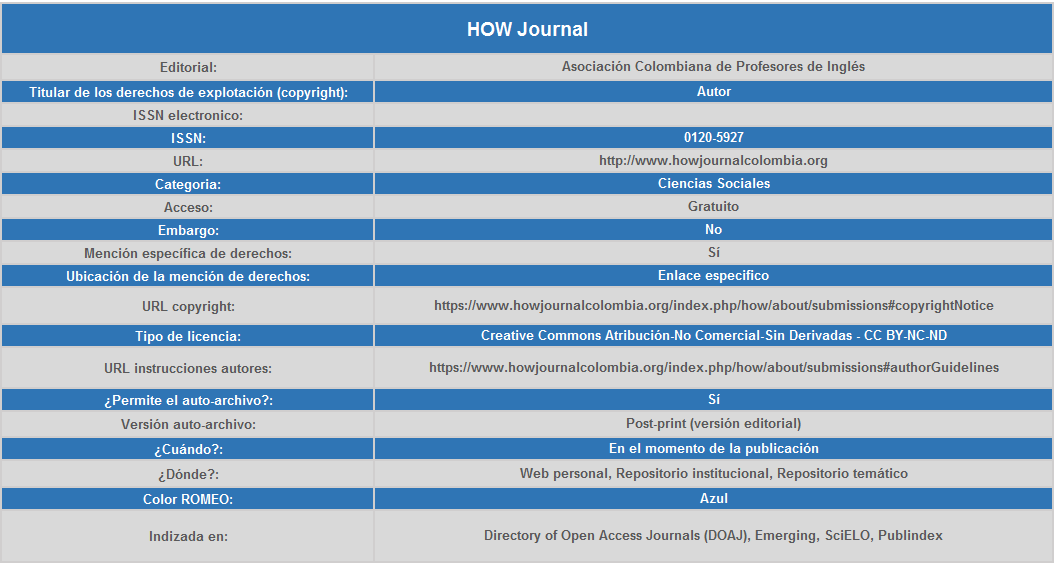 HOW Journal
Editorial: Asociación Colombiana de Profesores de Inglés
Titular de los derechos de explotación (copyright): Autor
ISSN electronico:
ISSN: 0120-5927
URL: http://www.howjournalcolombia.org
Categoria: Ciencias Sociales
Acceso: Gratuito
Embargo: No
Mención específica de derechos: Sí
Ubicación de la mención de derechos: Enlace especifico
URL copyright: https://www.howjournalcolombia.org/index.php/how/about/submissions#copyrightNotice
Tipo de licencia: Creative Commons Atribución-No Comercial-Sin Derivadas - CC BY-NC-ND
URL instrucciones autores: https://www.howjournalcolombia.org/index.php/how/about/submissions#authorGuidelines
¿Permite el auto-archivo?: Sí
Versión auto-archivo: Post-print (versión editorial)
¿Cuándo?: En el momento de la publicación
¿Dónde?: Web personal, Repositorio institucional, Repositorio temático
Color ROMEO: Azul
Indizada en: Directory of Open Access Journals (DOAJ), Emerging, SciELO, Publindex